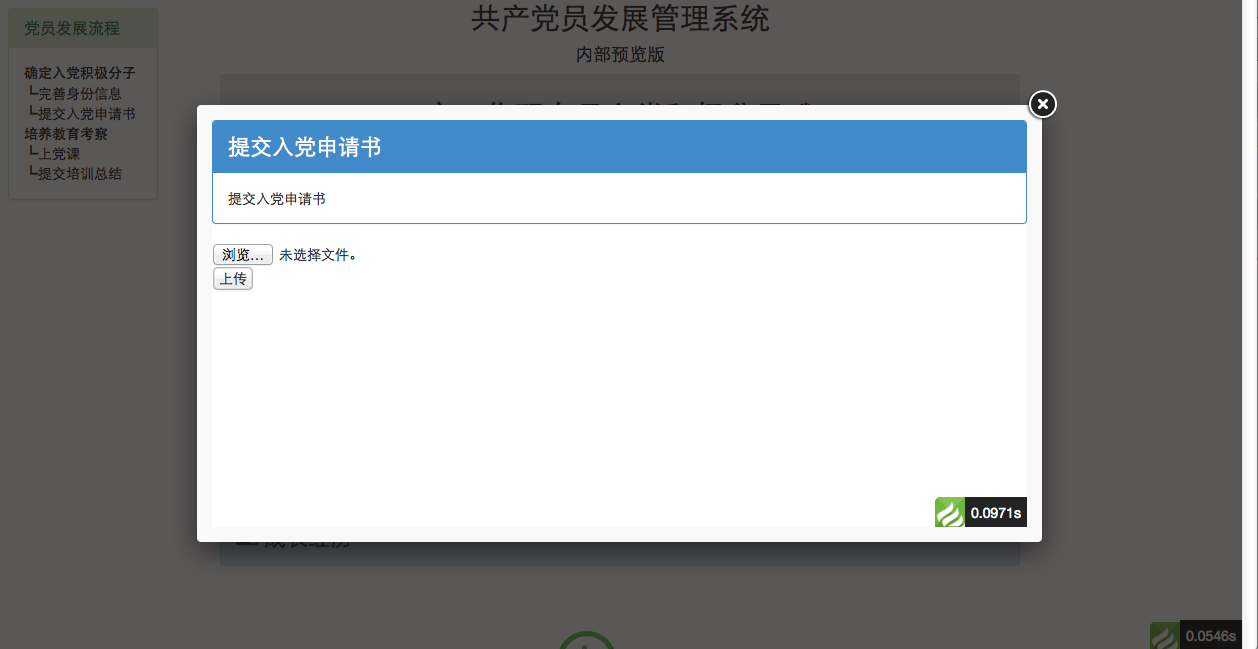 党员发展流程
确定入党积极分子
┗完善身份信息
┗提交入党申请书
培养教育考察
┗上党课
┗提交培训总结
共产党员发展管理系统
内部预览版
提交入党申请书
提交入党申请书
浏览… 未选择文件。
上传
0.0971s
成长经历
0.0546s